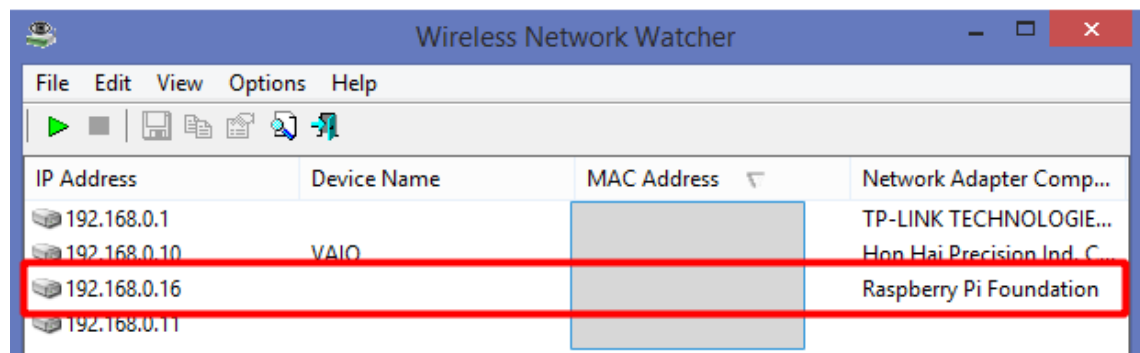 Wireless Network Watcher
File Edit View Options Help
IP Address Device Name MAC Address Network Adapter Comp...
192.168.0.1 TP-LINK TECHNOLOGIE...
192.168.0.10 VAIO Hon Hai Precision Ind. C...
192.168.0.16 Raspberry Pi Foundation
192.168.0.11